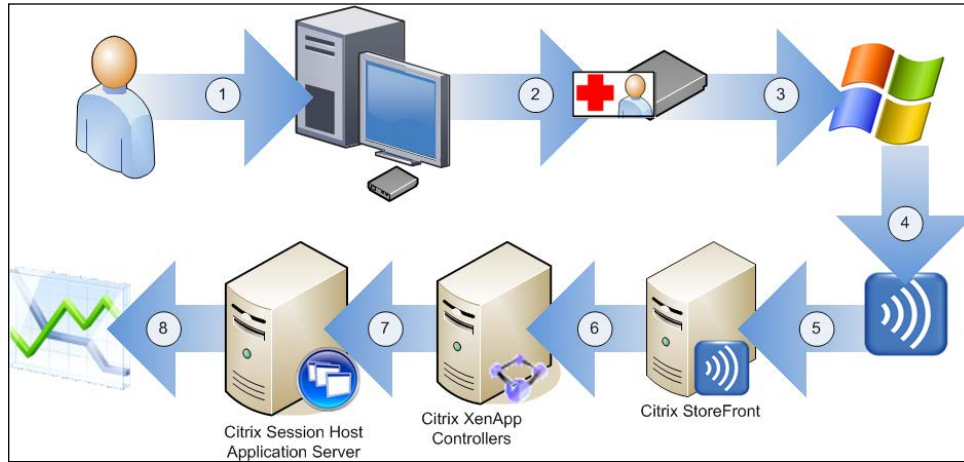 1
2
3
4
8
7
6
5
Citrix Session Host
Application Server
Citrix XenApp
Controllers
Citrix StoreFront